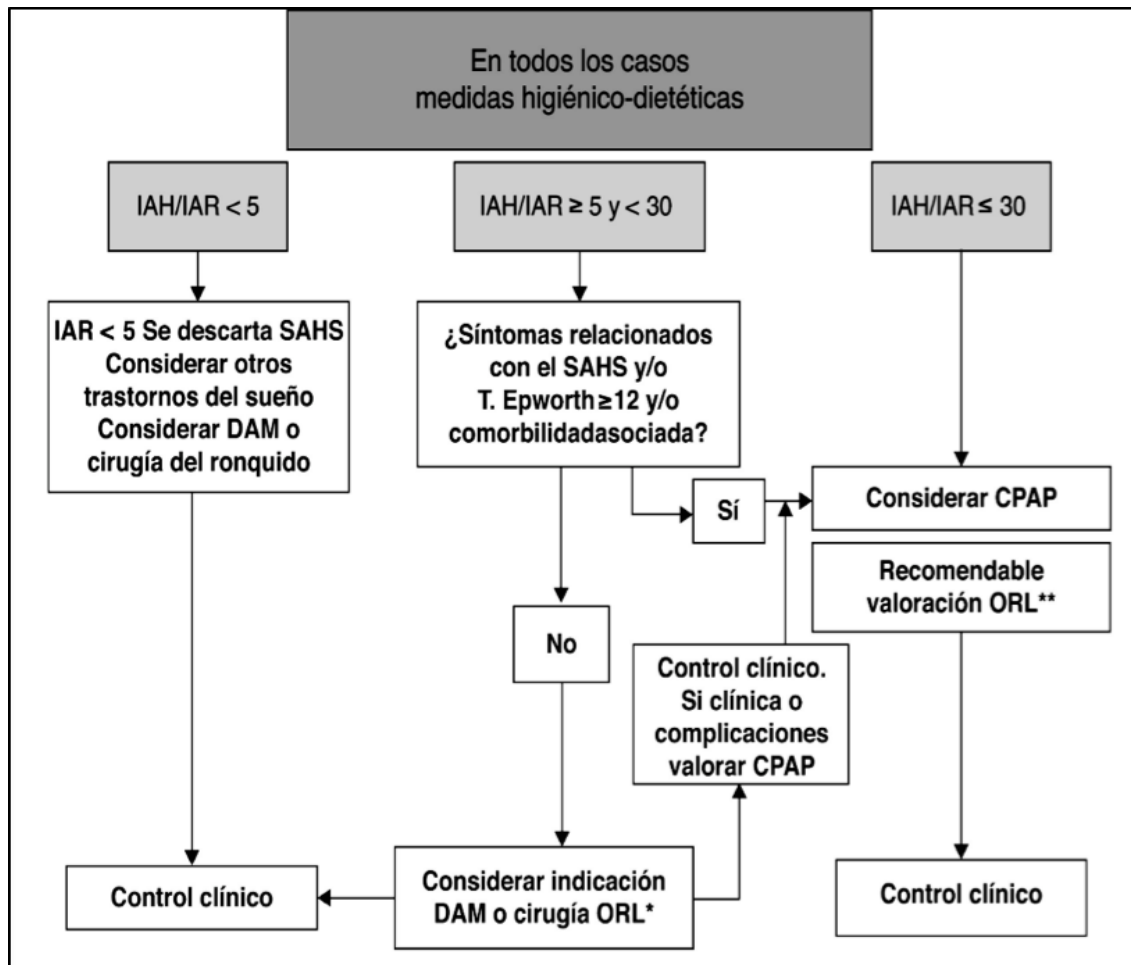 En todos los casos
medidas higiénico-dietéticas
IAH/IAR < 5
IAH/IAR ≥ 5 y < 30
IAH/IAR ≤ 30
IAR < 5 Se descarta SAHS
Considerar otros
trastornos del sueño
Considerar DAM o
cirugía del ronquido
¿Síntomas relacionados
con el SAHS y/o
T. Epworth ≥12 y/o
comorbilidadasociada?
Sí
Considerar CPAP
Recomendable
valoración ORL**
No
Control clínico.
Si clínica o
complicaciones
valorar CPAP
Control clínico
Considerar indicación
DAM o cirugía ORL*
Control clínico